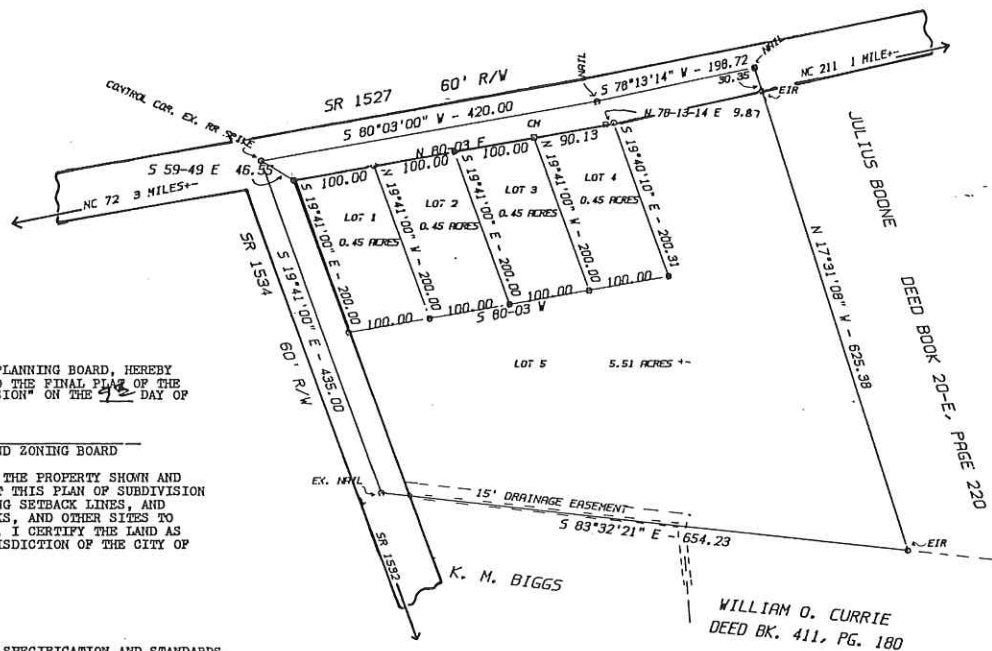 60' R/W
SR 1527
S 78°13'14" W - 198.72
NAIL
TURN
30.35
NC 211 1 MILE+-
EIR
CONTROL COR. EX. RR SPIKE
S 80°03'00" W - 420.00
CH
N 78-13-14 E 9.87
S 59-49 E 46.55
N 80-03 E
100.00
100.00
100.00
90.13
NC 72 3 MILES+-
JULIUS BOONE
DEED BOOK 20-E, PAGE 220
S 19°41'00" E - 200.00
LOT 1
0.45 ACRES
N 19°41'00" W - 200.00
LOT 2
0.45 ACRES
S 19°41'00" E - 200.00
LOT 3
0.45 ACRES
N 19°41'00" W - 200.00
LOT 4
0.45 ACRES
S 19°40'10" E - 200.31
SR 1534
60' R/W
S 19°41'00" E - 435.00
100.00
100.00
100.00
100.00
S 80-03 W
N 17°31'08" W - 625.38
LOT 5
5.51 ACRES +-
PLANNING BOARD, HEREBY
THE FINAL PLAT OF THE
SION" ON THE DAY OF
ND ZONING BOARD
THE PROPERTY SHOWN AND
T THIS PLAN OF SUBDIVISION
NG SETBACK LINES, AND
KS, AND OTHER SITES TO
I CERTIFY THE LAND AS
ISDICTION OF THE CITY OF
EX. NAIL
15' DRAINAGE EASEMENT
S 83°32'21" E - 654.23
EIR
SR 1532
K. M. BIGGS
WILLIAM O. CURRIE
DEED BK. 411, PG. 180
SPECIFICATION AND STANDARDS